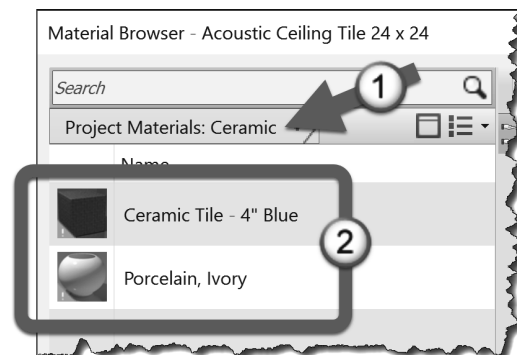 Material Browser - Acoustic Ceiling Tile 24 x 24
Search
1
Project Materials: Ceramic
Name
Ceramic Tile - 4" Blue
2
Porcelain, Ivory